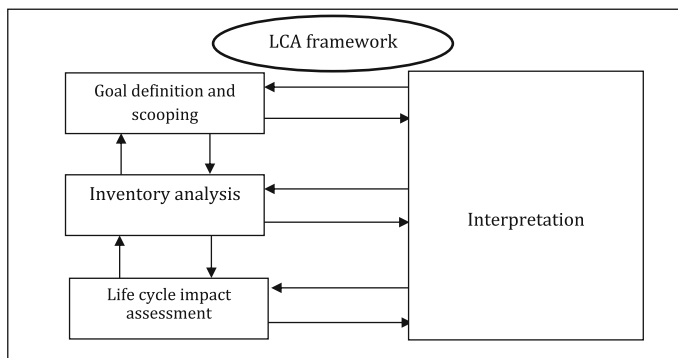 LCA framework
Goal definition and
scooping
Inventory analysis
Interpretation
Life cycle impact
assessment